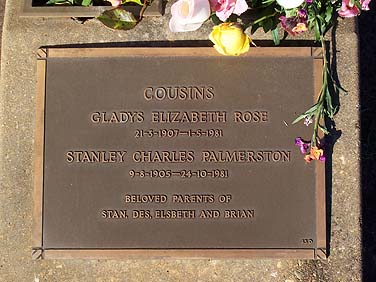 COUSINS
GLADYS ELIZABETH ROSE
21-3-1907—1-5-1981
STANLEY CHARLES PALMERSTON
9-8-1905—24-10-1981
BELOVED PARENTS OF
STAN, DES, ELSBETH AND BRIAN